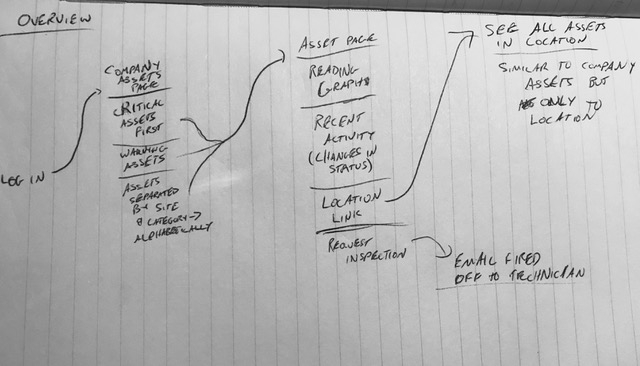 OVERVIEW
LOG IN
COMPANY
ASSETS
PAGE
CRITICAL
ASSETS
FIRST
WARNING
ASSETS
ASSETS
SEPARATED
BY SITE
& CATEGORY →
ALPHABETICALLY
ASSET PAGE
READING
GRAPHS
RECENT
ACTIVITY
(CHANGES IN
STATUS)
LOCATION
LINK
REQUEST
INSPECTION
EMAIL FIRED
OFF TO TECHNICIAN
SEE ALL ASSETS
IN LOCATION
SIMILAR TO COMPANY
ASSETS BUT
ONLY TO
LOCATION